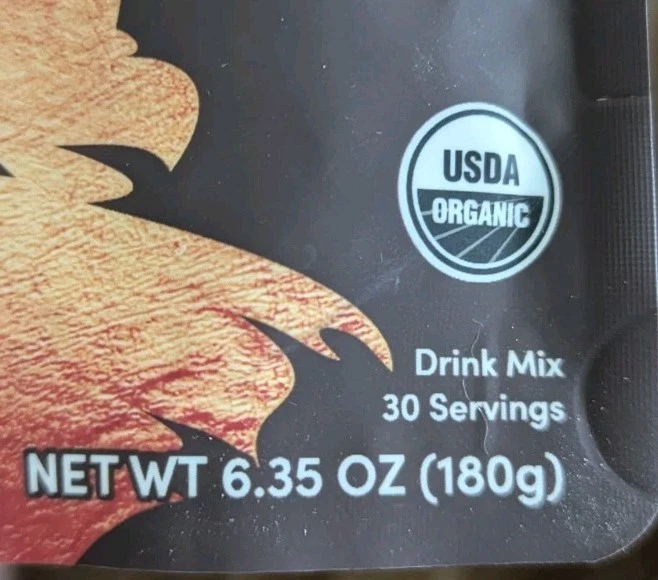 USDA
ORGANIC
Drink Mix
30 Servings
NET WT 6.35 OZ (180g)